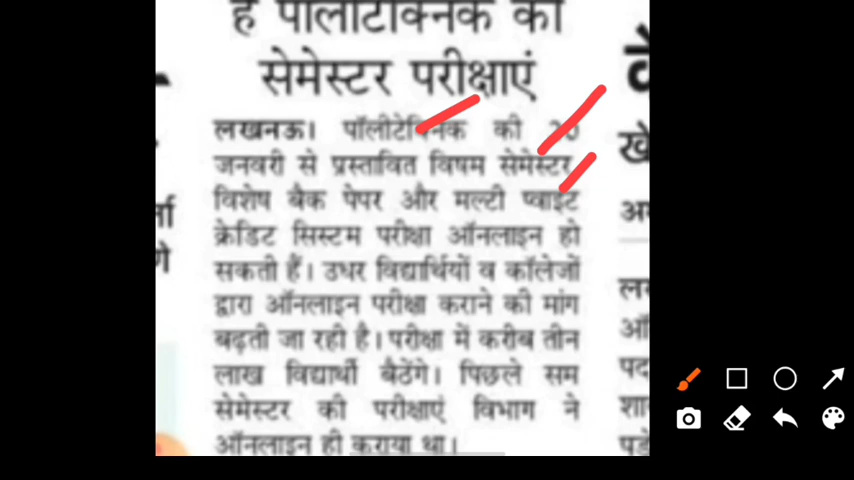 है पॉलीटेक्निक की
सेमेस्टर परीक्षाएं
लखनऊ। पॉलीटेक्निक की 20
जनवरी से प्रस्तावित विषम सेमेस्टर
विशेष बैक पेपर और मल्टी प्वाइंट
क्रेडिट सिस्टम परीक्षा ऑनलाइन हो
सकती हैं। उधर विद्यार्थियों व कॉलेजों
द्वारा ऑनलाइन परीक्षा कराने की मांग
बढ़ती जा रही है। परीक्षा में करीब तीन
लाख विद्यार्थी बैठेंगे। पिछले सम
सेमेस्टर की परीक्षाएं विभाग ने
ऑनलाइन ही कराया था।